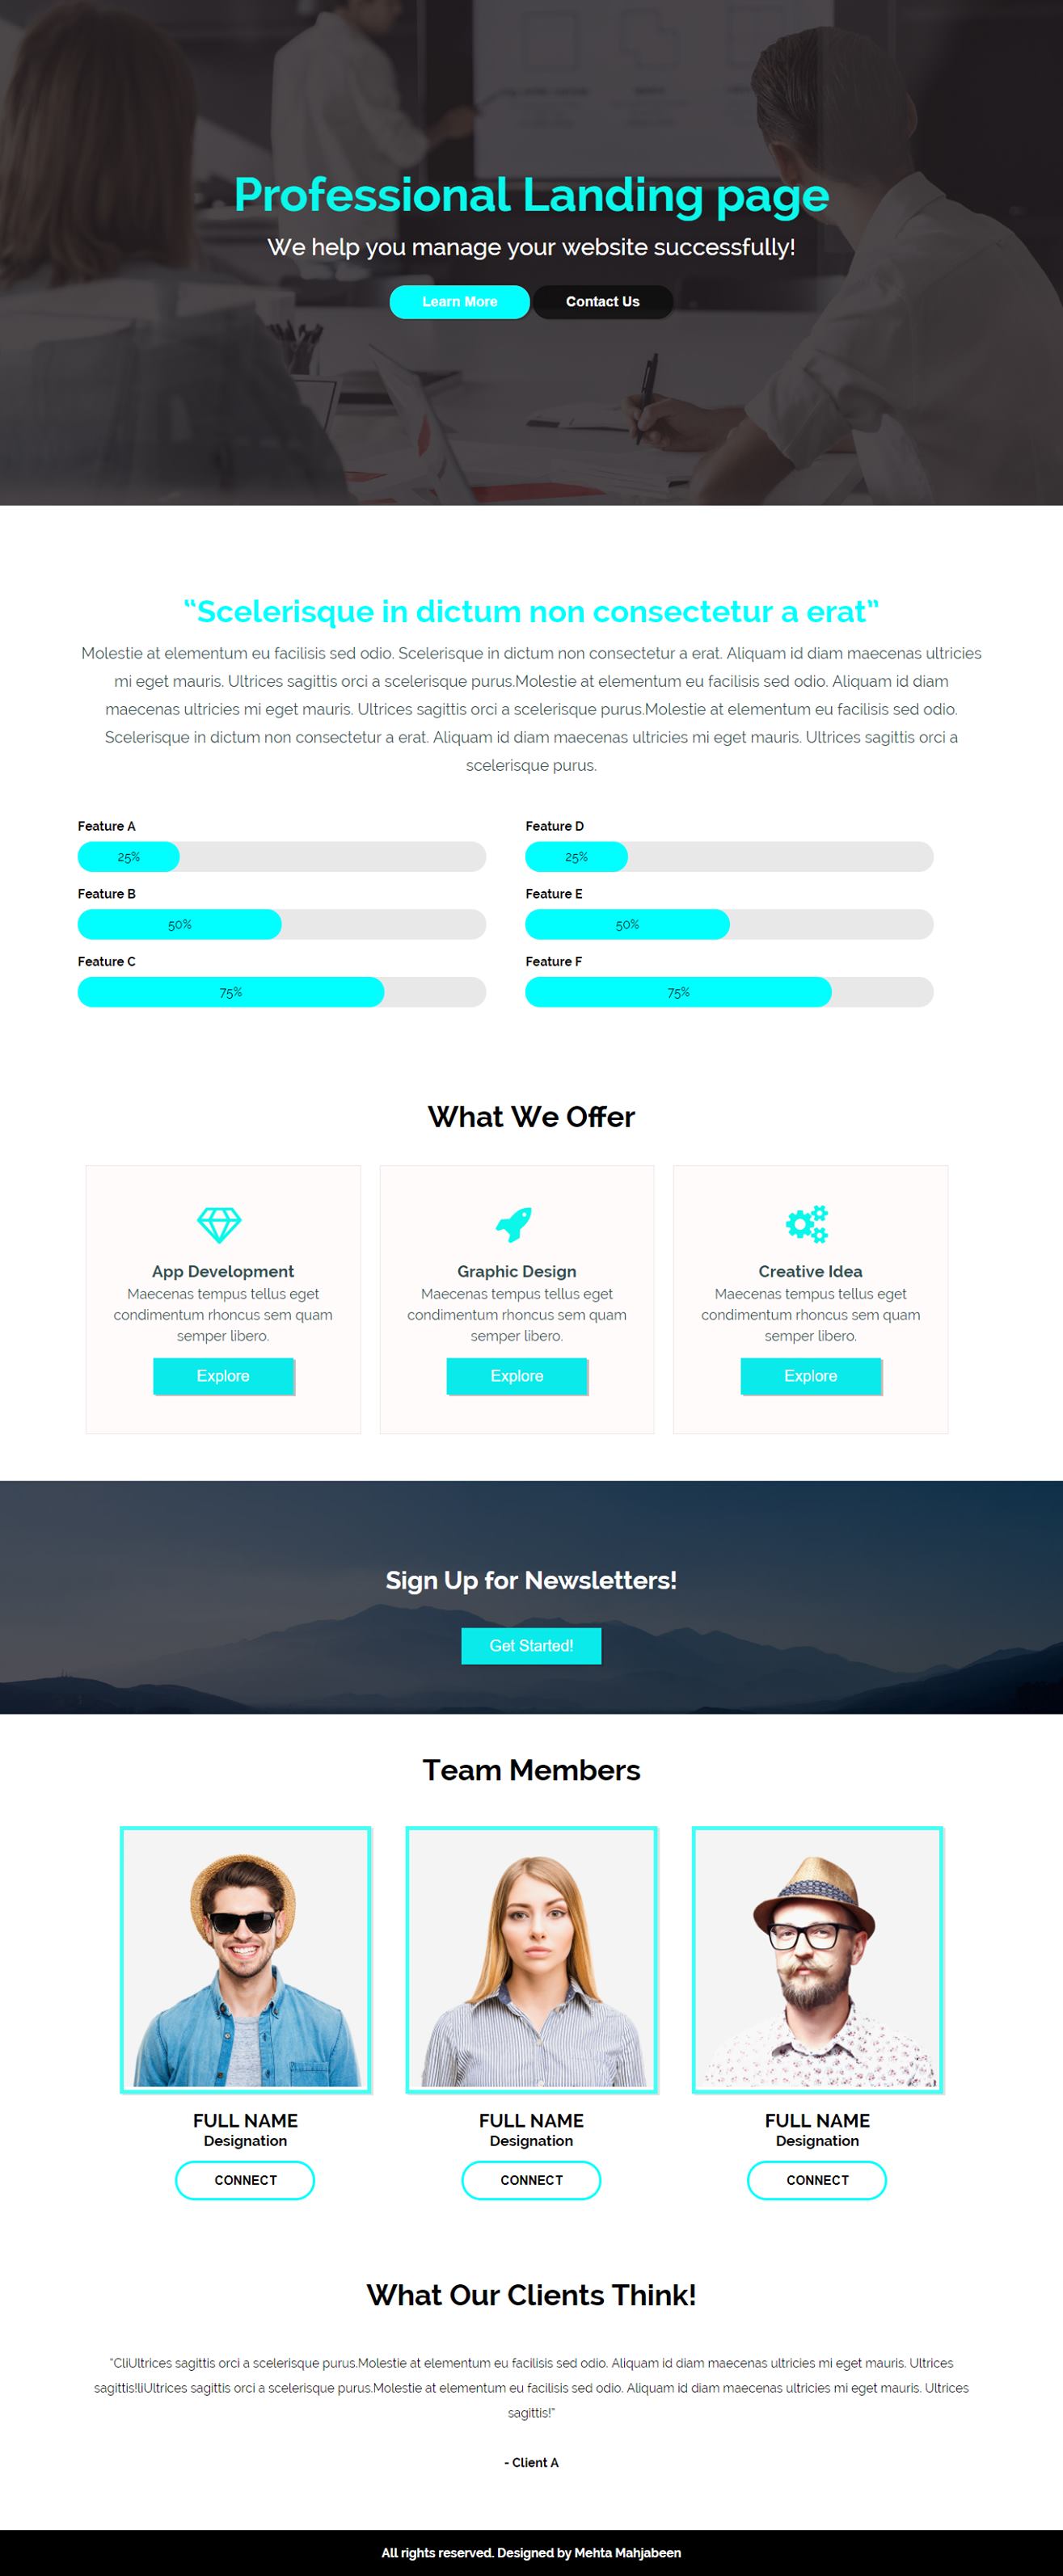 Professional Landing page
We help you manage your website successfully!
Learn More
Contact Us
“Scelerisque in dictum non consectetur a erat”
Molestie at elementum eu facilisis sed odio. Scelerisque in dictum non consectetur a erat. Aliquam id diam maecenas ultricies
mi eget mauris. Ultrices sagittis orci a scelerisque purus.Molestie at elementum eu facilisis sed odio. Aliquam id diam
maecenas ultricies mi eget mauris. Ultrices sagittis orci a scelerisque purus.Molestie at elementum eu facilisis sed odio.
Scelerisque in dictum non consectetur a erat. Aliquam id diam maecenas ultricies mi eget mauris. Ultrices sagittis orci a
scelerisque purus.
Feature A
25%
Feature B
50%
Feature C
75%
Feature D
25%
Feature E
50%
Feature F
75%
What We Offer
App Development
Maecenas tempus tellus eget
condimentum rhoncus sem quam
semper libero.
Explore
Graphic Design
Maecenas tempus tellus eget
condimentum rhoncus sem quam
semper libero.
Explore
Creative Idea
Maecenas tempus tellus eget
condimentum rhoncus sem quam
semper libero.
Explore
Sign Up for Newsletters!
Get Started!
Team Members
FULL NAME
Designation
CONNECT
FULL NAME
Designation
CONNECT
FULL NAME
Designation
CONNECT
What Our Clients Think!
“CliUltrices sagittis orci a scelerisque purus.Molestie at elementum eu facilisis sed odio. Aliquam id diam maecenas ultricies mi eget mauris. Ultrices
sagittis!liUltrices sagittis orci a scelerisque purus.Molestie at elementum eu facilisis sed odio. Aliquam id diam maecenas ultricies mi eget mauris. Ultrices
sagittis!”
- Client A
All rights reserved. Designed by Mehta Mahjabeen